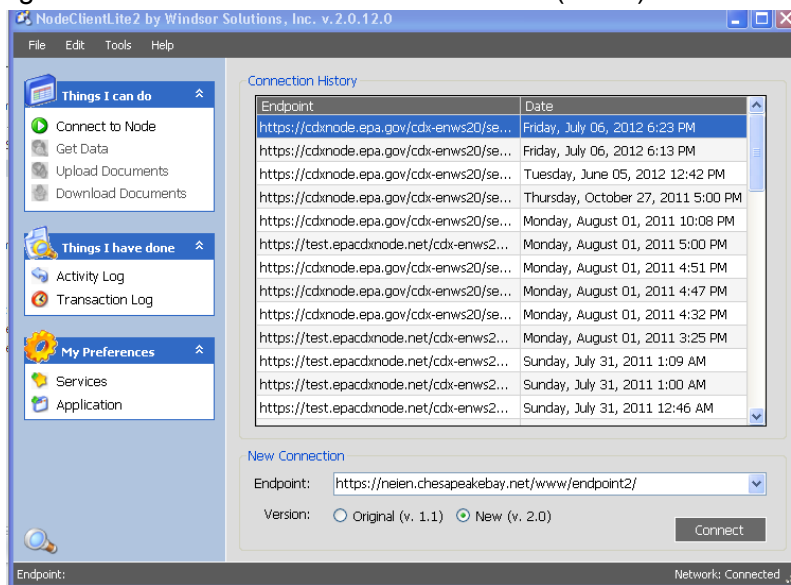 NodeClientLite2 by Windsor Solutions, Inc. v.2.0.12.0
File Edit Tools Help
Things I can do
Connect to Node
Get Data
Upload Documents
Download Documents
Things I have done
Activity Log
Transaction Log
My Preferences
Services
Application
Connection History
Endpoint Date
https://cdxnode.epa.gov/cdx-enws20/se... Friday, July 06, 2012 6:23 PM
https://cdxnode.epa.gov/cdx-enws20/se... Friday, July 06, 2012 6:13 PM
https://cdxnode.epa.gov/cdx-enws20/se... Tuesday, June 05, 2012 12:42 PM
https://cdxnode.epa.gov/cdx-enws20/se... Thursday, October 27, 2011 5:00 PM
https://cdxnode.epa.gov/cdx-enws20/se... Monday, August 01, 2011 10:08 PM
https://test.epacdxnode.net/cdx-enws2... Monday, August 01, 2011 5:00 PM
https://cdxnode.epa.gov/cdx-enws20/se... Monday, August 01, 2011 4:51 PM
https://cdxnode.epa.gov/cdx-enws20/se... Monday, August 01, 2011 4:47 PM
https://cdxnode.epa.gov/cdx-enws20/se... Monday, August 01, 2011 4:32 PM
https://test.epacdxnode.net/cdx-enws2... Monday, August 01, 2011 3:25 PM
https://test.epacdxnode.net/cdx-enws2... Sunday, July 31, 2011 1:09 AM
https://test.epacdxnode.net/cdx-enws2... Sunday, July 31, 2011 1:00 AM
https://test.epacdxnode.net/cdx-enws2... Sunday, July 31, 2011 12:46 AM
New Connection
Endpoint: https://neien.chesapeakebay.net/www/endpoint2/
Version: Original (v. 1.1) New (v. 2.0)
Connect
Endpoint: Network: Connected